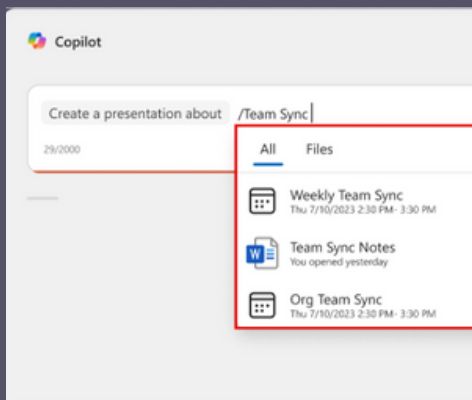 Copilot
Create a presentation about /Team Sync
29/2000
All Files
Weekly Team Sync
Thu 7/10/2023 2:30 PM- 3:30 PM
Team Sync Notes
You opened yesterday
Org Team Sync
Thu 7/10/2023 2:30 PM- 3:30 PM